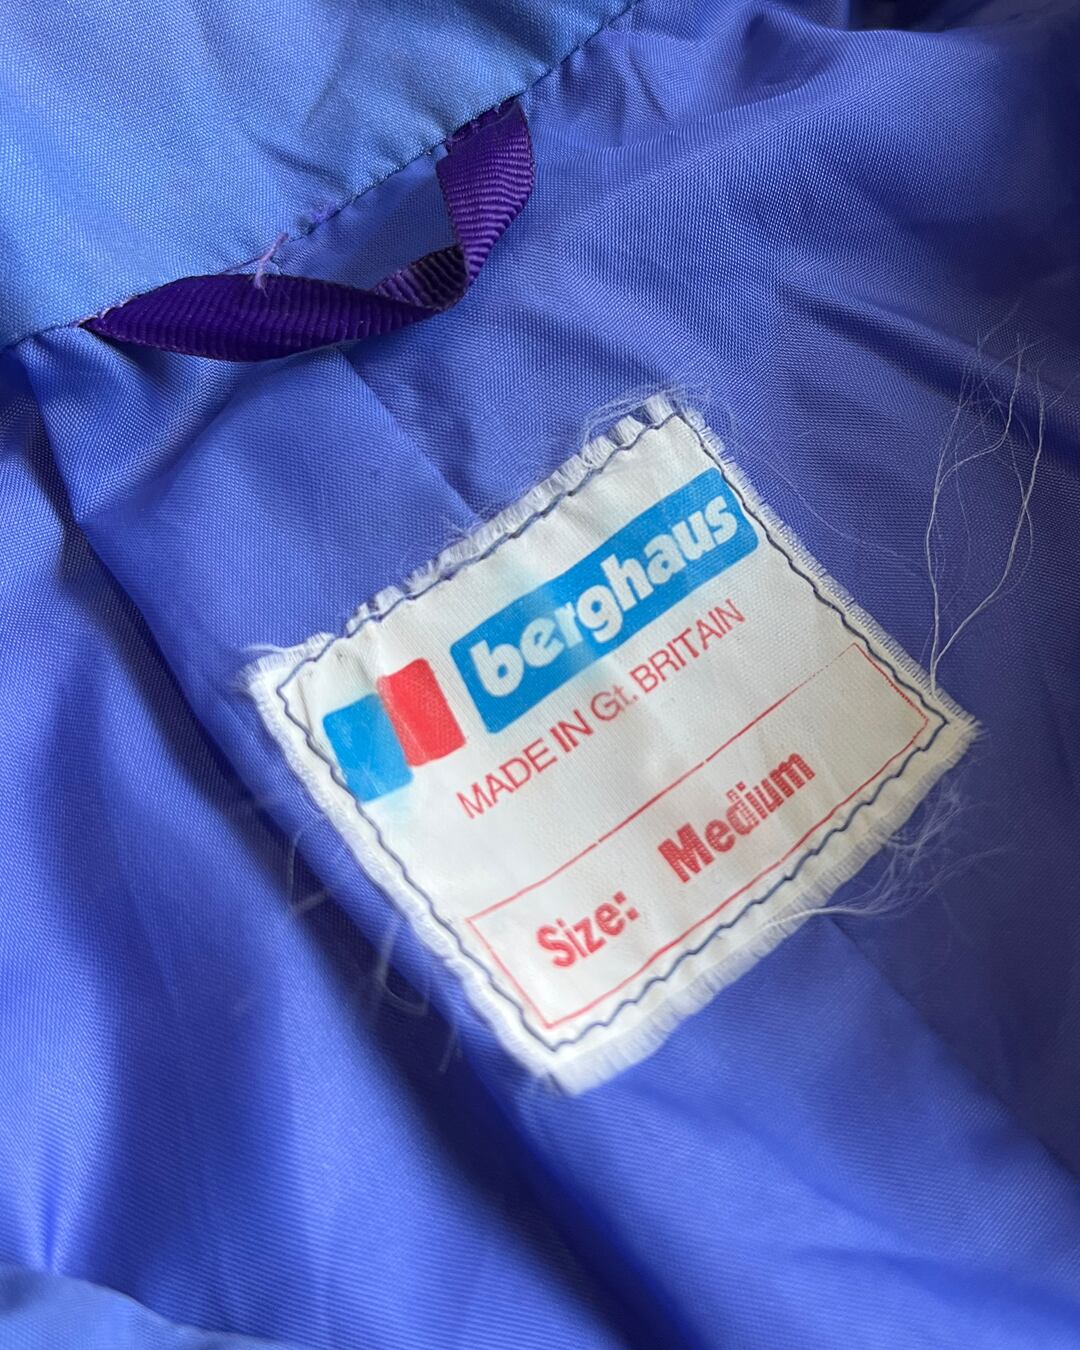 berghaus
MADE IN Gt. BRITAIN
Size: Medium